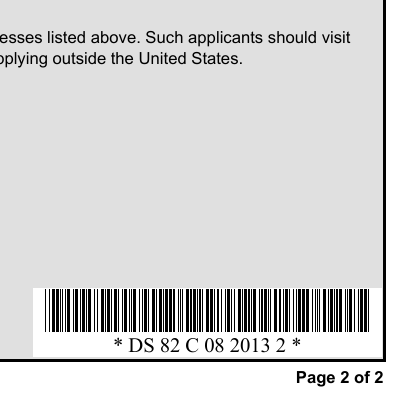 esses listed above. Such applicants should visit
pplying outside the United States.
* DS 82 C 08 2013 2 *
Page 2 of 2